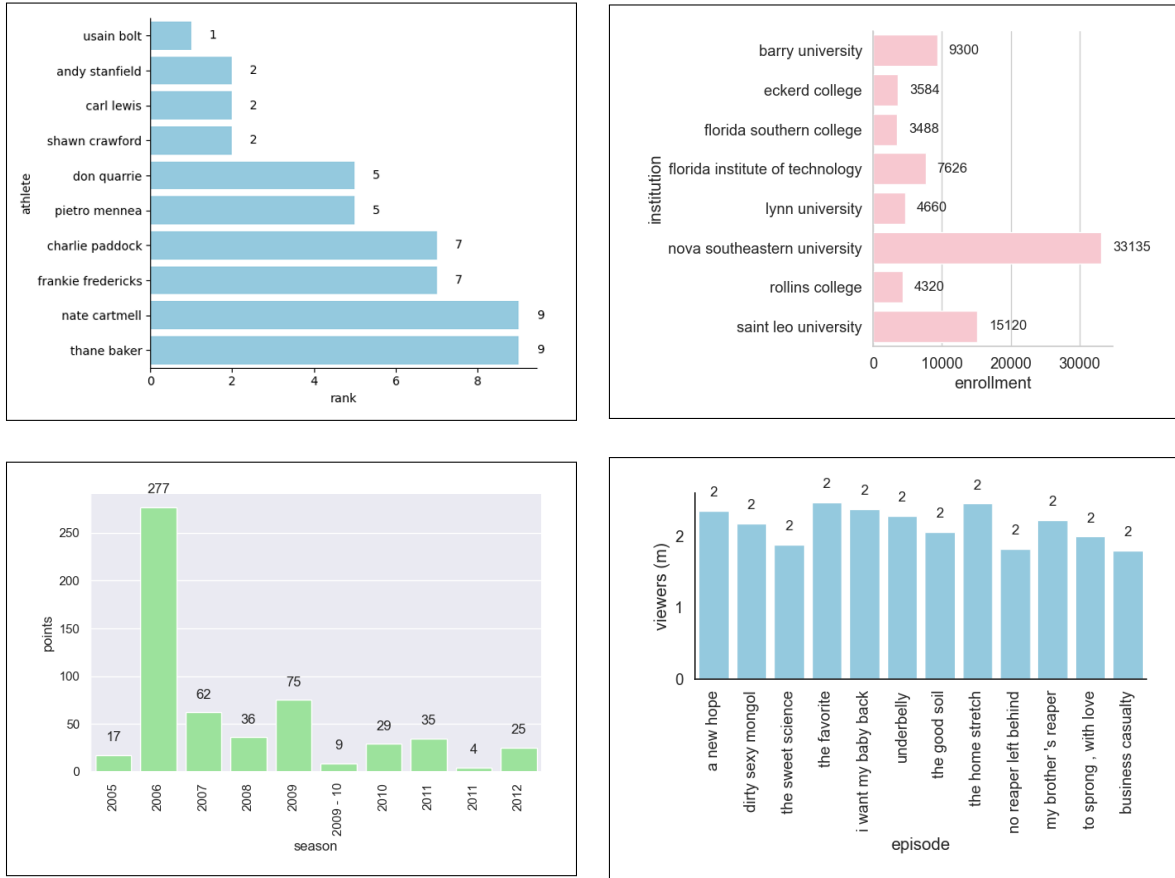 usain bolt 1
andy stanfield 2
carl lewis 2
shawn crawford 2
don quarrie 5
pietro mennea 5
charlie paddock 7
frankie fredericks 7
nate cartmell 9
thane baker 9
athlete
0 2 4 6 8
rank
barry university 9300
eckerd college 3584
florida southern college 3488
florida institute of technology 7626
lynn university 4660
nova southeastern university 33135
rollins college 4320
saint leo university 15120
institution
0 10000 20000 30000
enrollment
277
250
200
150
100
50
0
points
17 62 36 75 9 29 35 4 25
2005 2006 2007 2008 2009 2009 - 10 2010 2011 2011 2012
season
2 2 2 2 2 2 2 2 2 2 2 2
2
1
0
viewers (m)
a new hope
dirty sexy mongol
the sweet science
the favorite
i want my baby back
underbelly
the good soil
the home stretch
no reaper left behind
my brother 's reaper
to sprong , with love
business casualty
episode